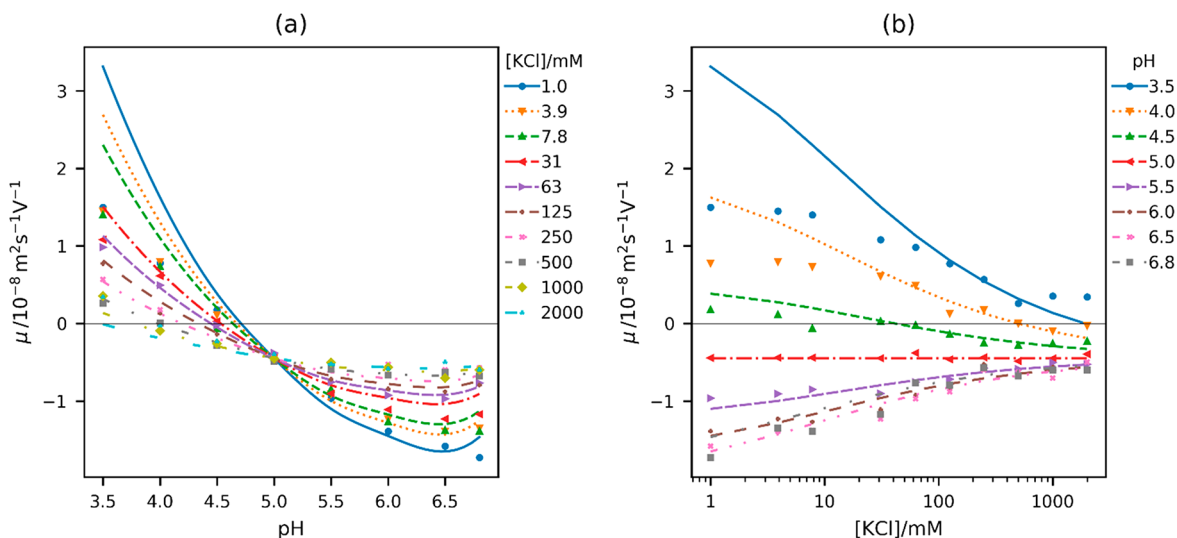 (a)
μ /10⁻⁸ m²s⁻¹V⁻¹
3
2
1
0
−1
3.5 4.0 4.5 5.0 5.5 6.0 6.5
pH
[KCl]/mM
1.0
3.9
7.8
31
63
125
250
500
1000
2000
(b)
μ /10⁻⁸ m²s⁻¹V⁻¹
3
2
1
0
−1
1 10 100 1000
[KCl]/mM
pH
3.5
4.0
4.5
5.0
5.5
6.0
6.5
6.8